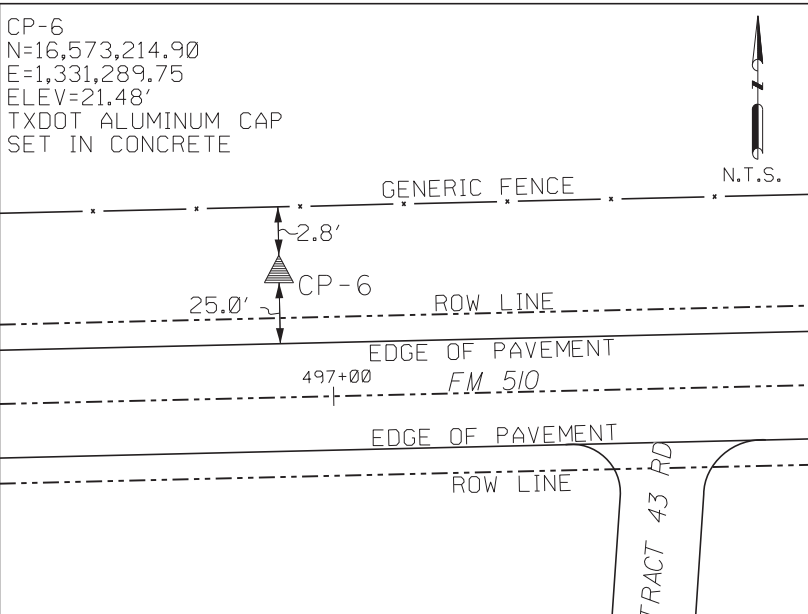 CP-6
N=16,573,214.90
E=1,331,289.75
ELEV=21.48'
TXDOT ALUMINUM CAP
SET IN CONCRETE
N
N.T.S.
GENERIC FENCE
2.8'
CP-6
25.0'
ROW LINE
EDGE OF PAVEMENT
497+00
FM 510
EDGE OF PAVEMENT
ROW LINE
TRACT 43 RD